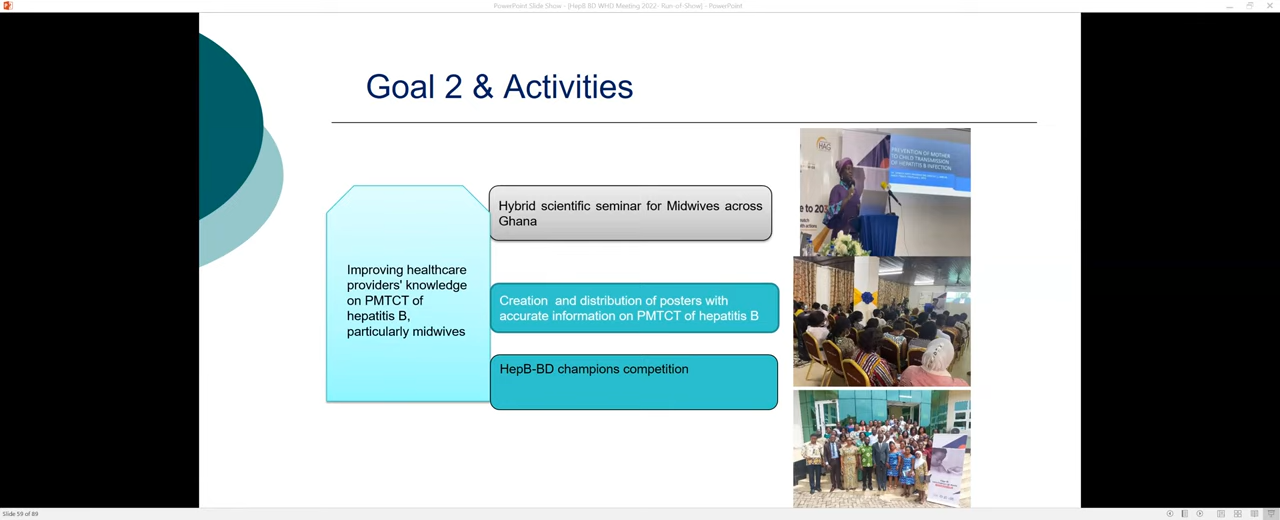 PowerPoint Slide Show - [HepB BD WHD Meeting 2022- Run-of-Show] - PowerPoint
Goal 2 & Activities
Improving healthcare
providers' knowledge
on PMTCT of
hepatitis B,
particularly midwives
Hybrid scientific seminar for Midwives across
Ghana
Creation and distribution of posters with
accurate information on PMTCT of hepatitis B
HepB-BD champions competition
HAG
PREVENTION OF MOTHER
TO CHILD TRANSMISSION
OF HEPATITIS B INFECTION
Slide 59 of 89